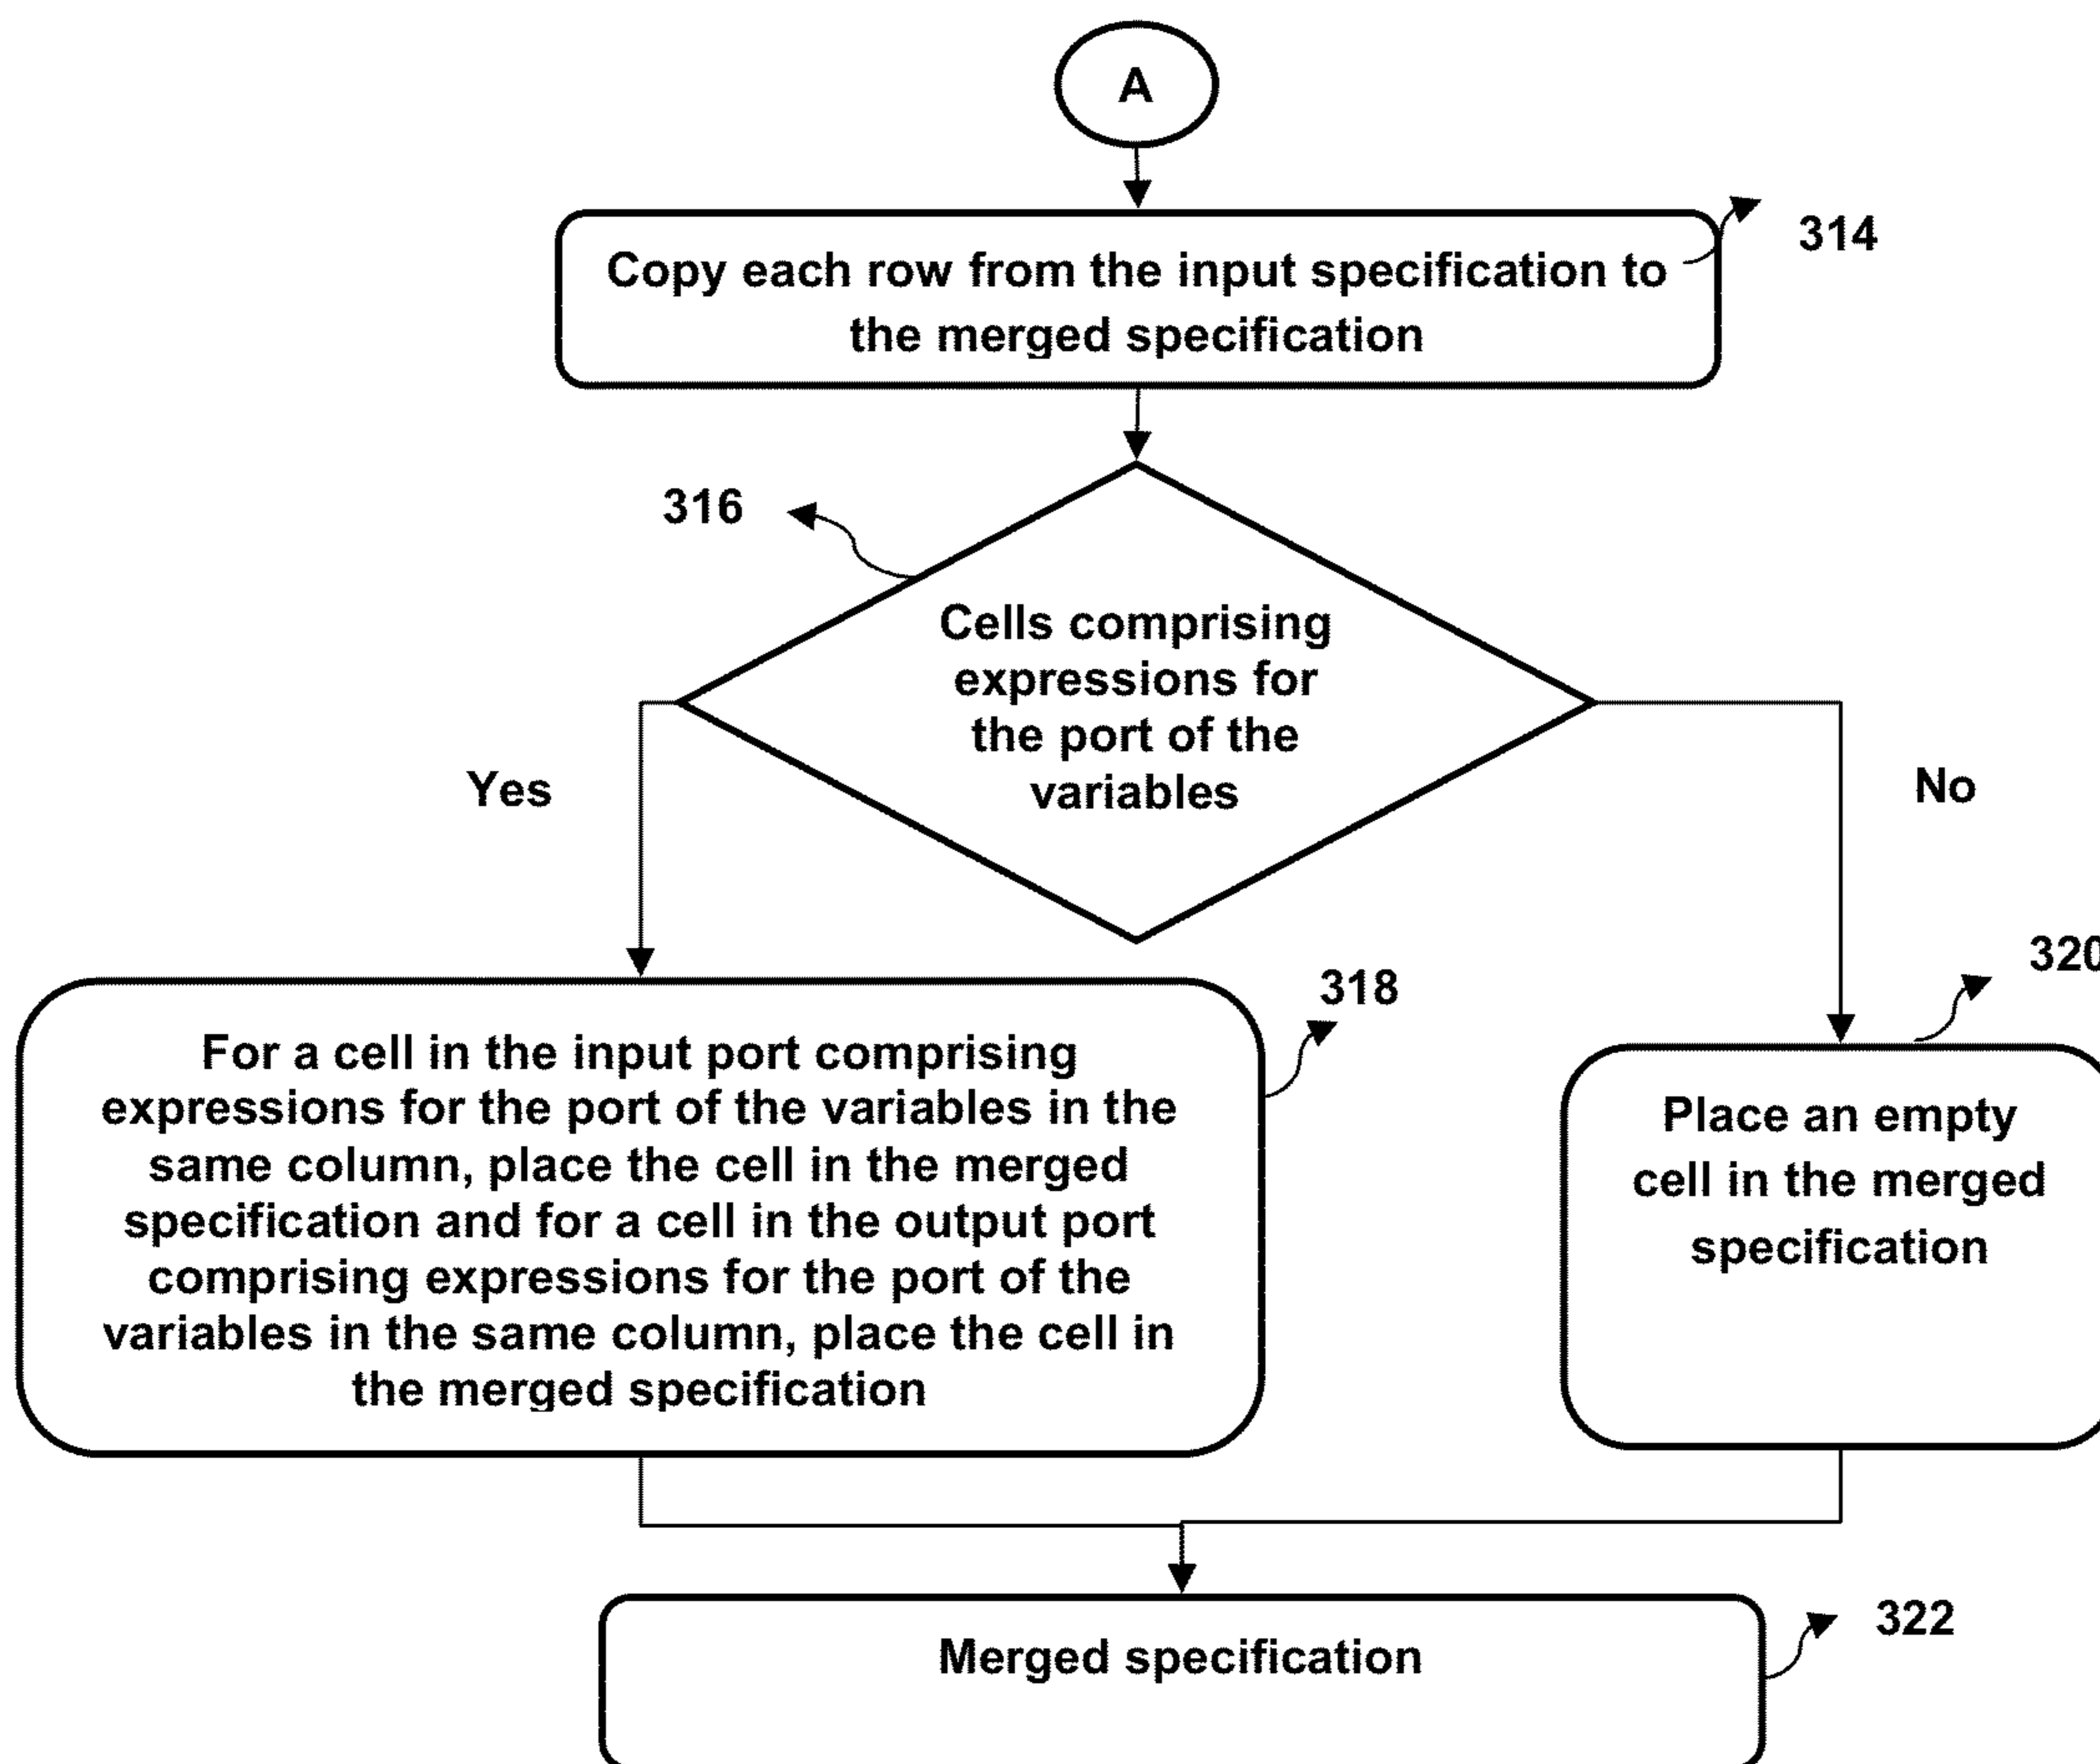 A
Copy each row from the input specification to
the merged specification
314
316
Cells comprising
expressions for
the port of the
variables
Yes
No
318
320
For a cell in the input port comprising
expressions for the port of the variables in the
same column, place the cell in the merged
specification and for a cell in the output port
comprising expressions for the port of the
variables in the same column, place the cell in
the merged specification
Place an empty
cell in the merged
specification
Merged specification
322